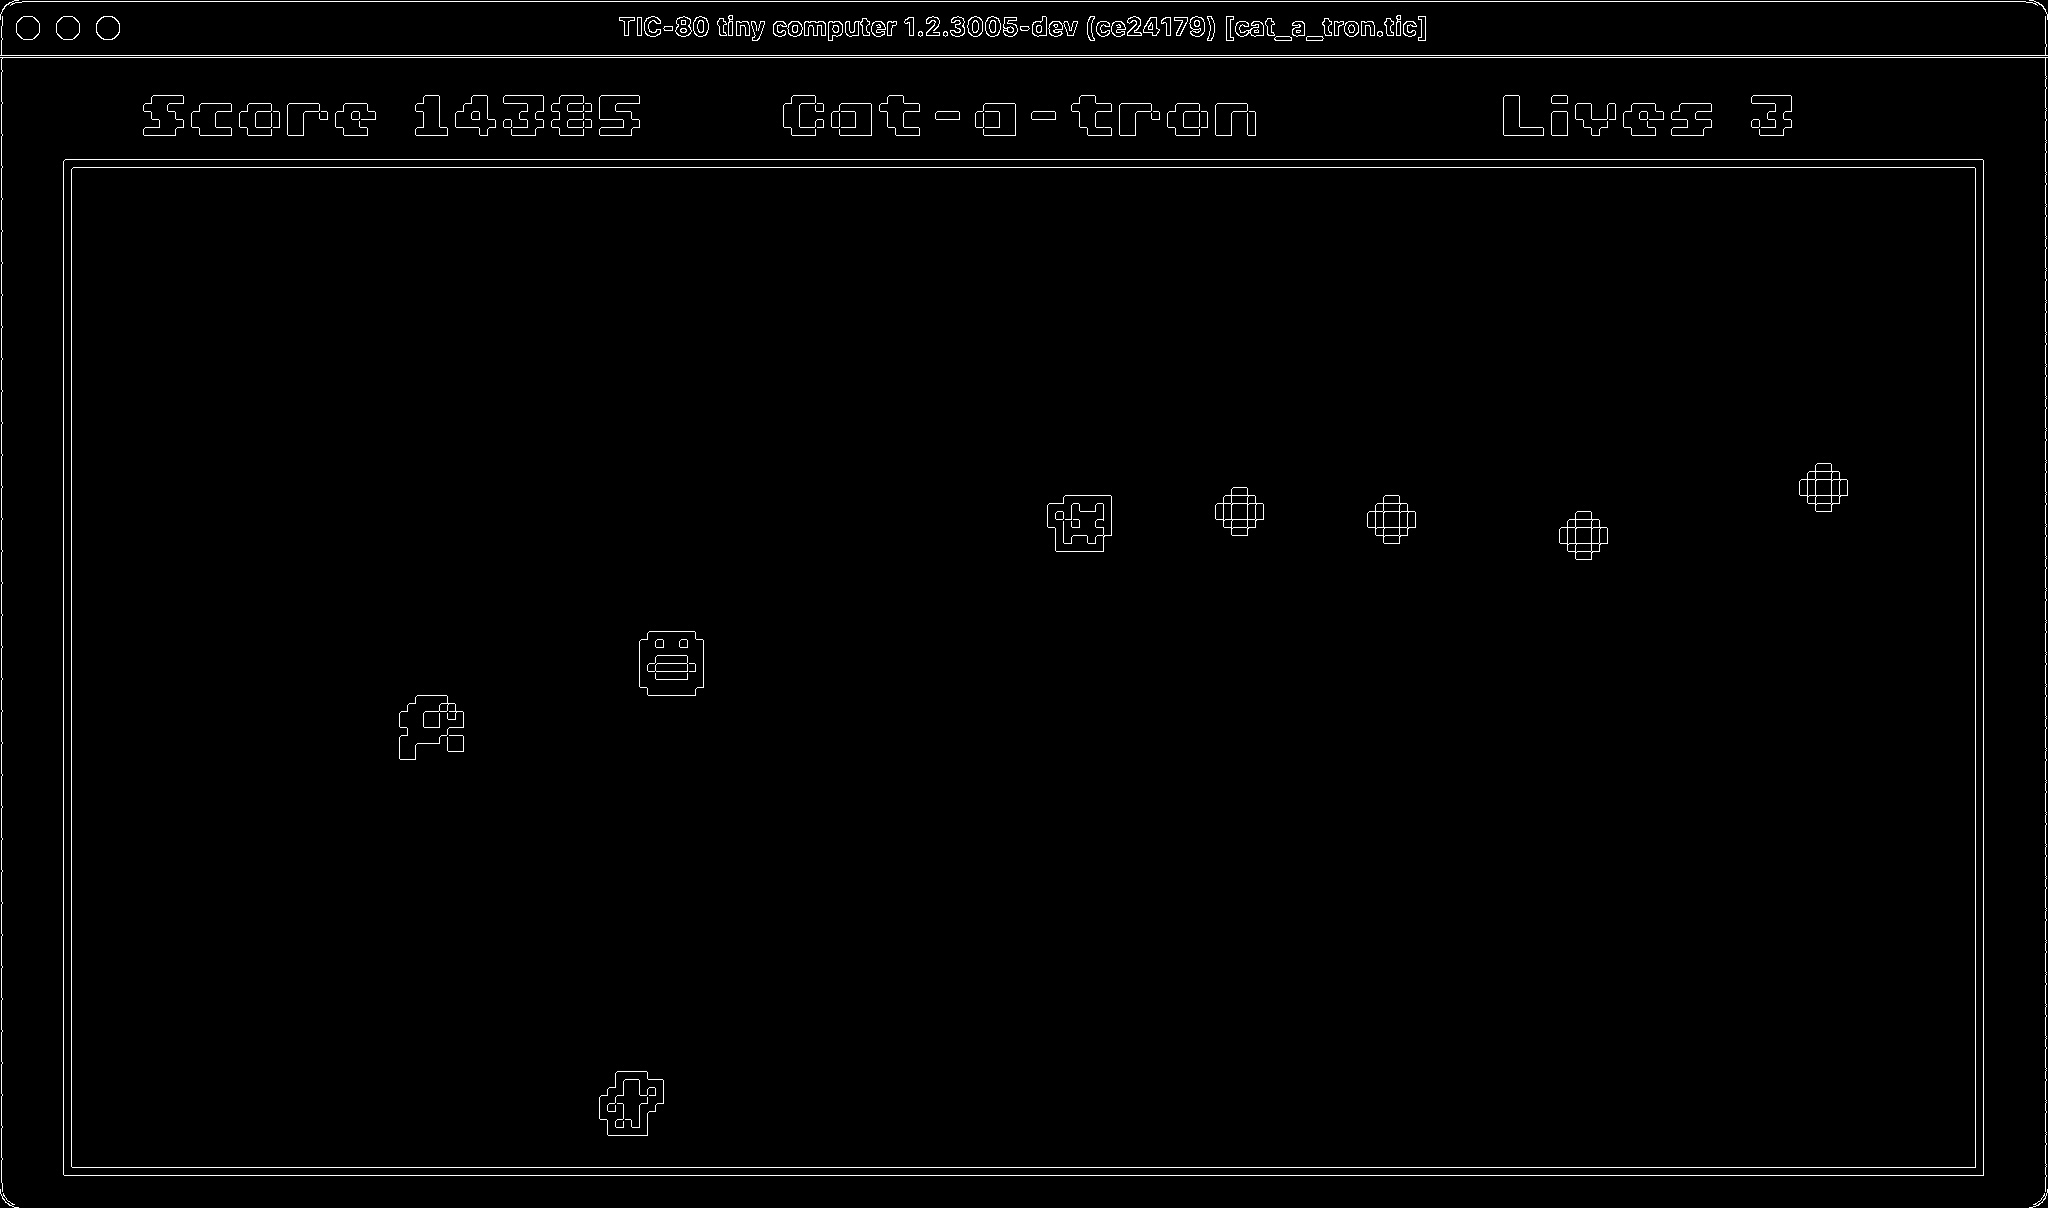 TIC-80 tiny computer 1.2.3005-dev (ce24179) [cat_a_tron.tic]
Score 14385 Cat-a-tron Lives 3